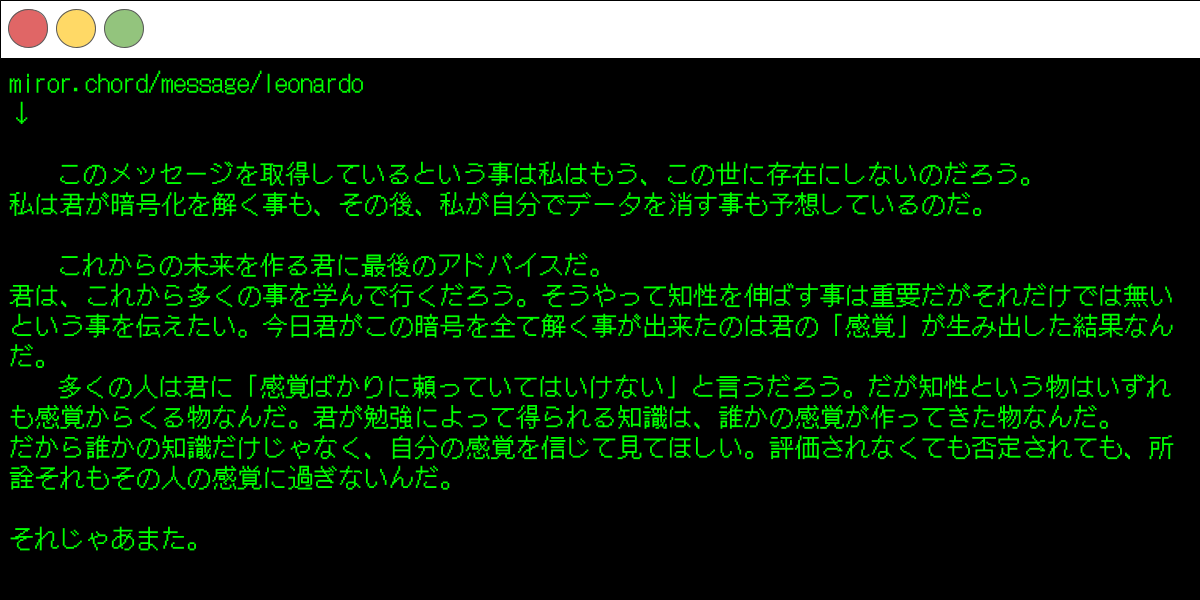 miror.chord/message/leonardo
↓
このメッセージを取得しているという事は私はもう、この世に存在にしないのだろう。
私は君が暗号化を解く事も、その後、私が自分でデータを消す事も予想しているのだ。
これからの未来を作る君に最後のアドバイスだ。
君は、これから多くの事を学んで行くだろう。そうやって知性を伸ばす事は重要だがそれだけでは無い
という事を伝えたい。今日君がこの暗号を全て解く事が出来たのは君の「感覚」が生み出した結果なん
だ。
多くの人は君に「感覚ばかりに頼っていてはいけない」と言うだろう。だが知性という物はいずれ
も感覚からくる物なんだ。君が勉強によって得られる知識は、誰かの感覚が作ってきた物なんだ。
だから誰かの知識だけじゃなく、自分の感覚を信じて見てほしい。評価されなくても否定されても、所
詮それもその人の感覚に過ぎないんだ。
それじゃあまた。